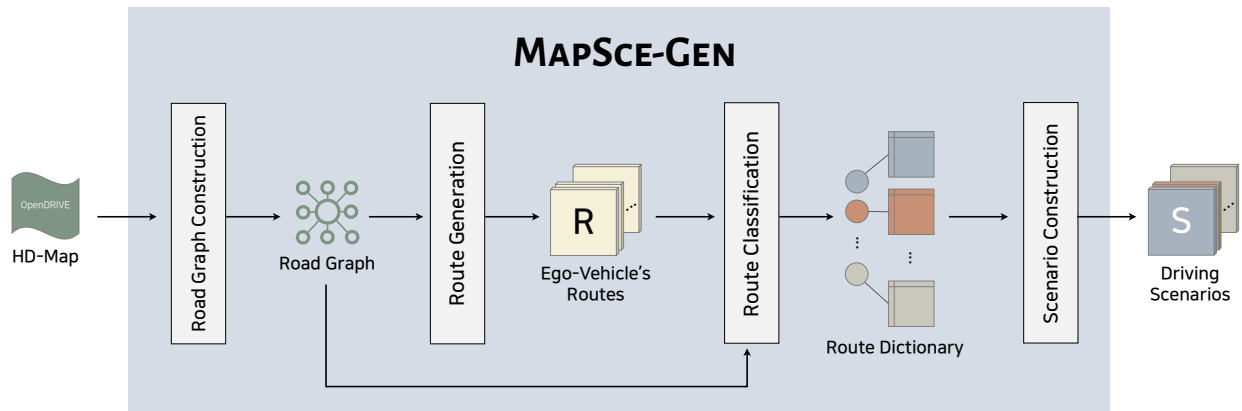 MAPSCE-GEN
OpenDRIVE
HD-Map
Road Graph Construction
Road Graph
Route Generation
R
...
Ego-Vehicle's
Routes
Route Classification
...
...
Route Dictionary
Scenario Construction
S
...
Driving
Scenarios